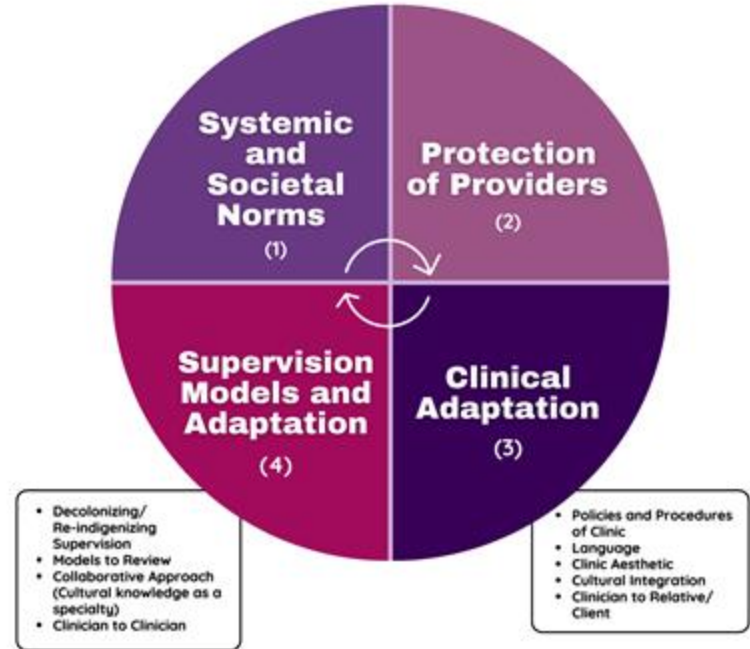 Systemic
and
Societal
Norms
(1)
Protection
of Providers
(2)
Supervision
Models and
Adaptation
(4)
Clinical
Adaptation
(3)
• Decolonizing/
Re-indigenizing
Supervision
• Models to Review
• Collaborative Approach
(Cultural knowledge as a
specialty)
• Clinician to Clinician
• Policies and Procedures
of Clinic
• Language
• Clinic Aesthetic
• Cultural Integration
• Clinician to Relative/
Client